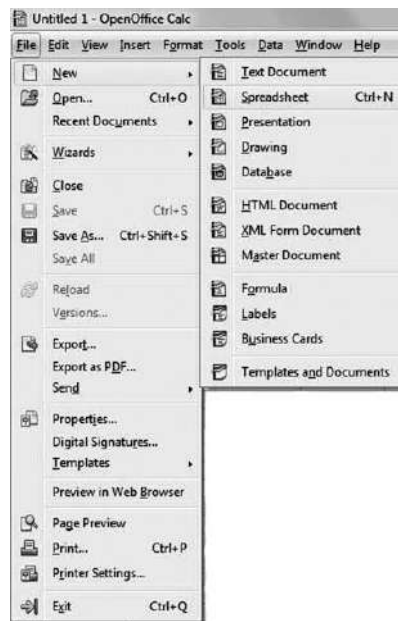 Untitled 1 - OpenOffice Calc
File Edit View Insert Format Tools Data Window Help
New
Open... Ctrl+O
Recent Documents
Wizards
Close
Save Ctrl+S
Save As... Ctrl+Shift+S
Save All
Reload
Versions...
Export...
Export as PDF...
Send
Properties...
Digital Signatures...
Templates
Preview in Web Browser
Page Preview
Print... Ctrl+P
Printer Settings...
Exit Ctrl+Q
Text Document
Spreadsheet Ctrl+N
Presentation
Drawing
Database
HTML Document
XML Form Document
Master Document
Formula
Labels
Business Cards
Templates and Documents